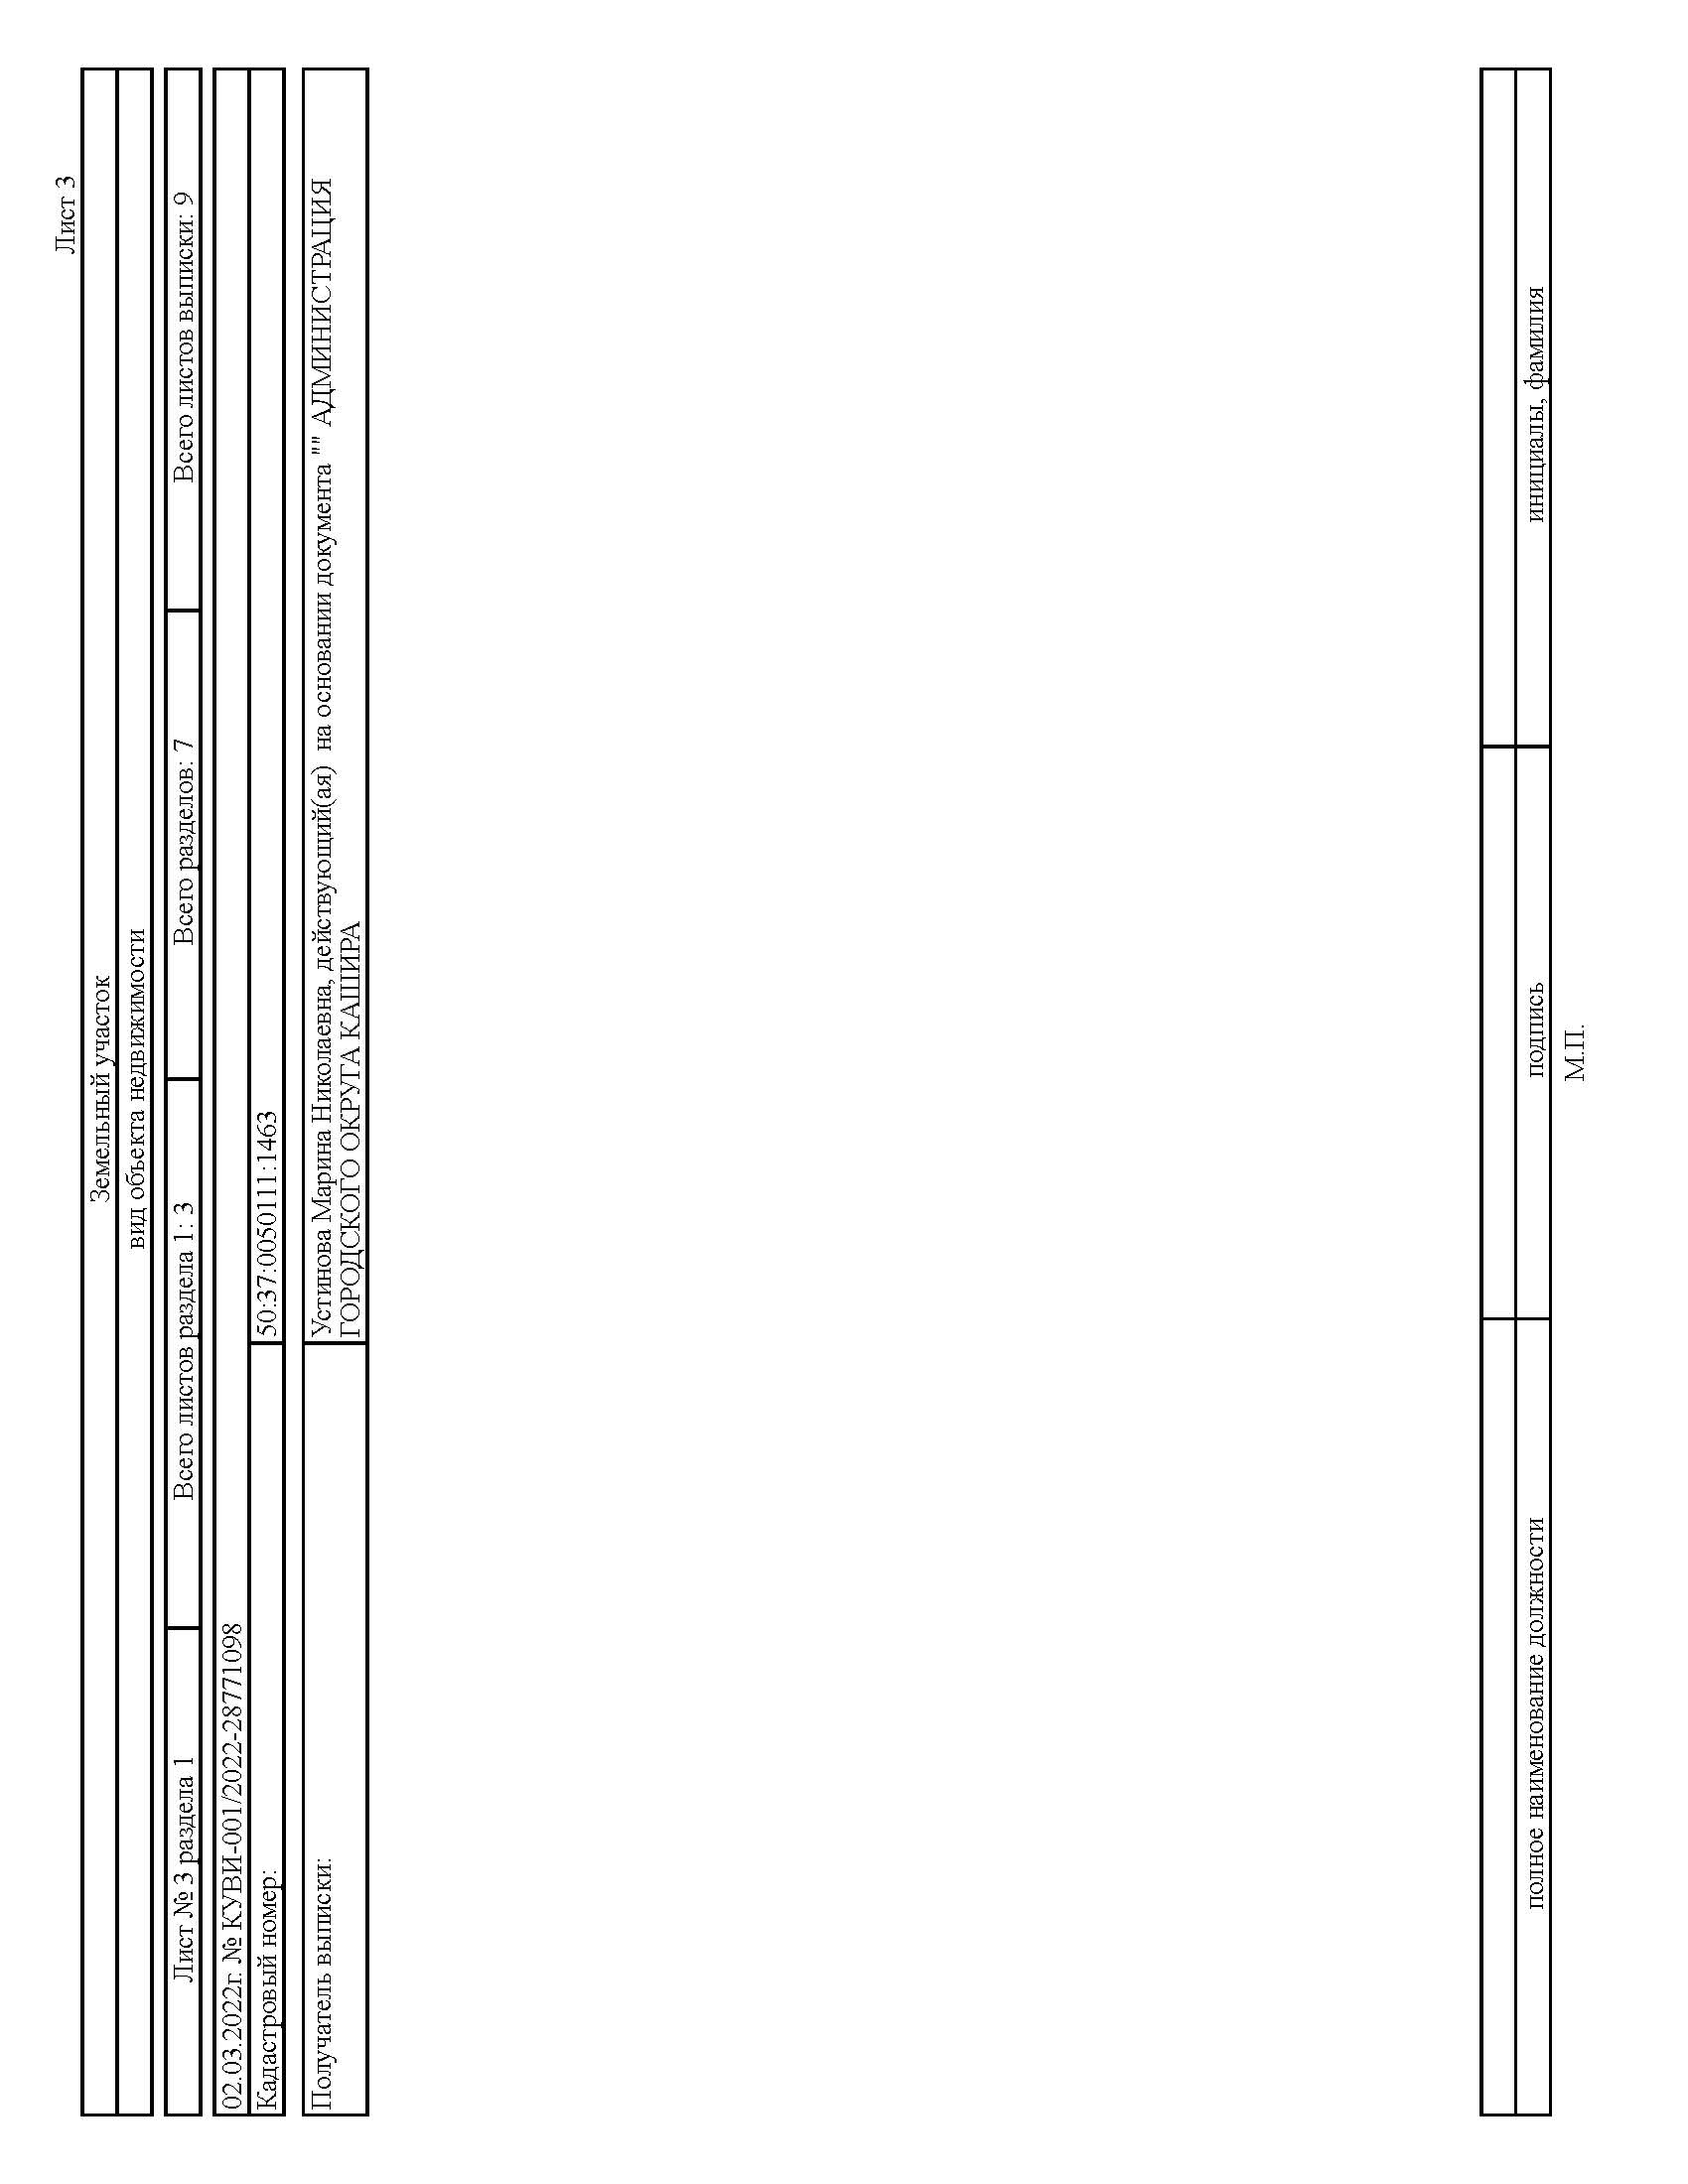 Лист 3
Земельный участок
вид объекта недвижимости
Лист № 3 раздела 1
Всего листов раздела 1: 3
Всего разделов: 7
Всего листов выписки: 9
02.03.2022г. № КУВИ-001/2022-28771098
Кадастровый номер:
50:37:0050111:1463
Получатель выписки:
Устинова Марина Николаевна, действующий(ая) на основании документа "" АДМИНИСТРАЦИЯ
ГОРОДСКОГО ОКРУГА КАШИРА
полное наименование должности
подпись
инициалы, фамилия
М.П.